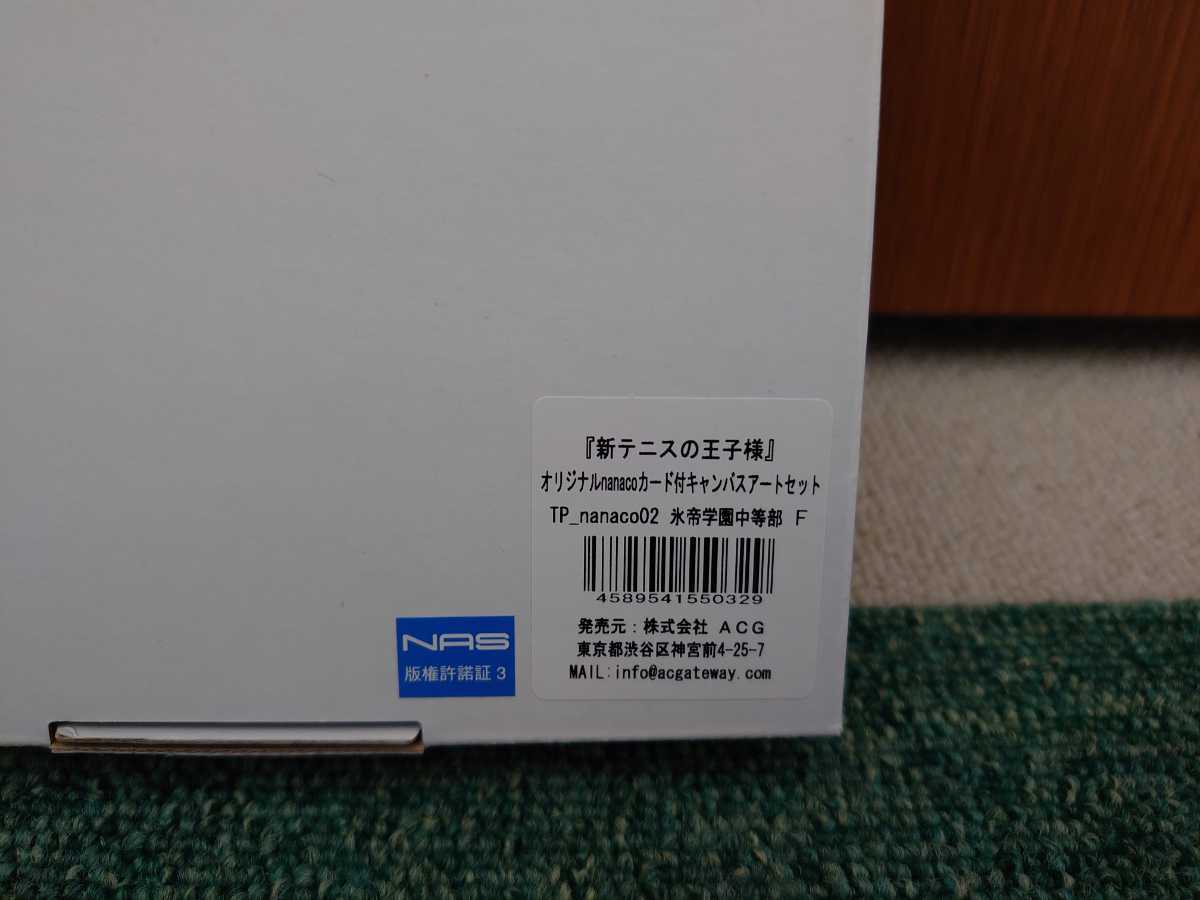 『新テニスの王子様』
オリジナルnanacoカード付キャンバスアートセット
TP_nanaco02 氷帝学園中等部 F
4589541550329
発売元：株式会社 ACG
東京都渋谷区神宮前4-25-7
MAIL:info@acgateway.com
NAS
版権許諾証3